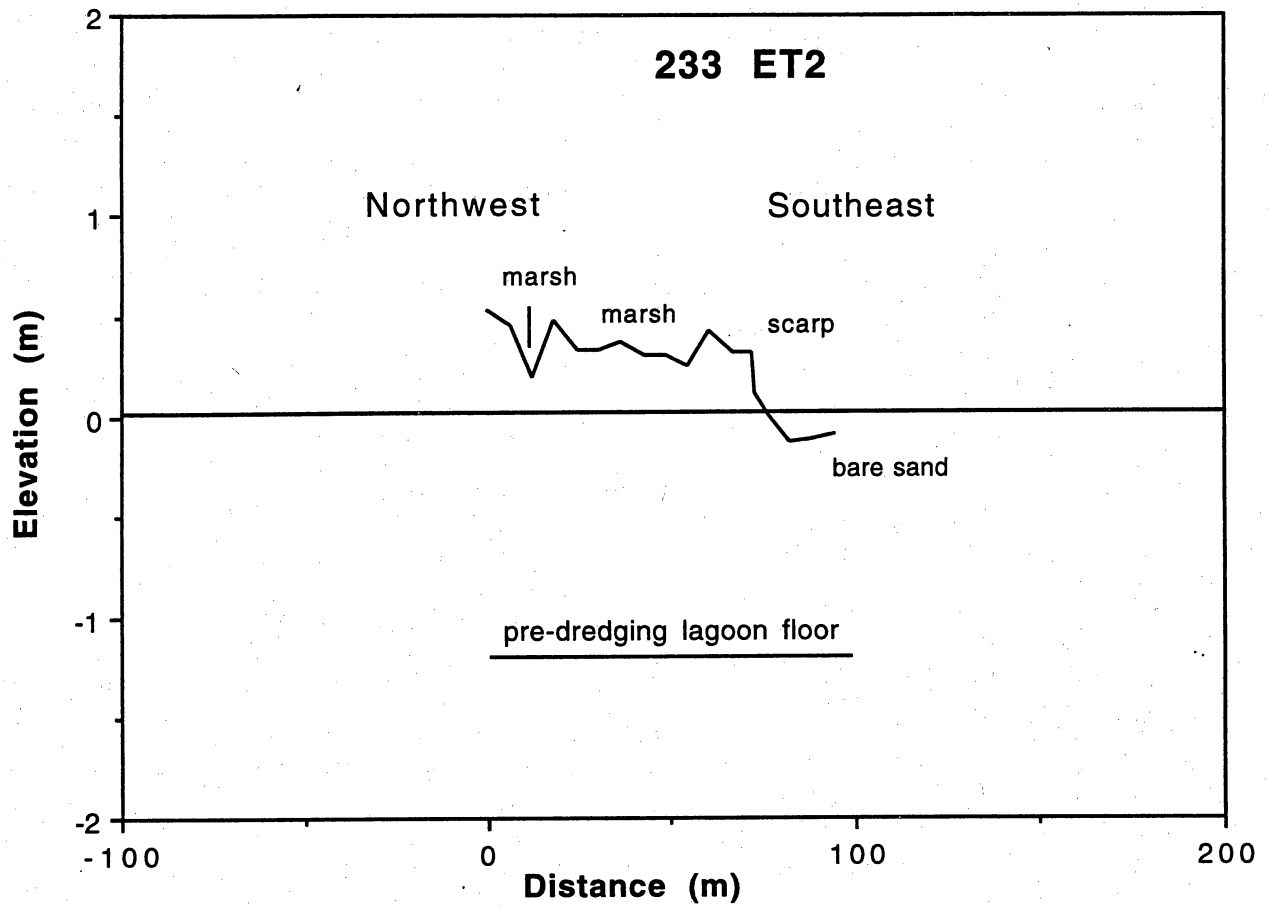 233 ET2
Northwest Southeast
marsh
marsh
scarp
bare sand
pre-dredging lagoon floor
Elevation (m)
2
1
0
-1
-2
-100 0 100 200
Distance (m)